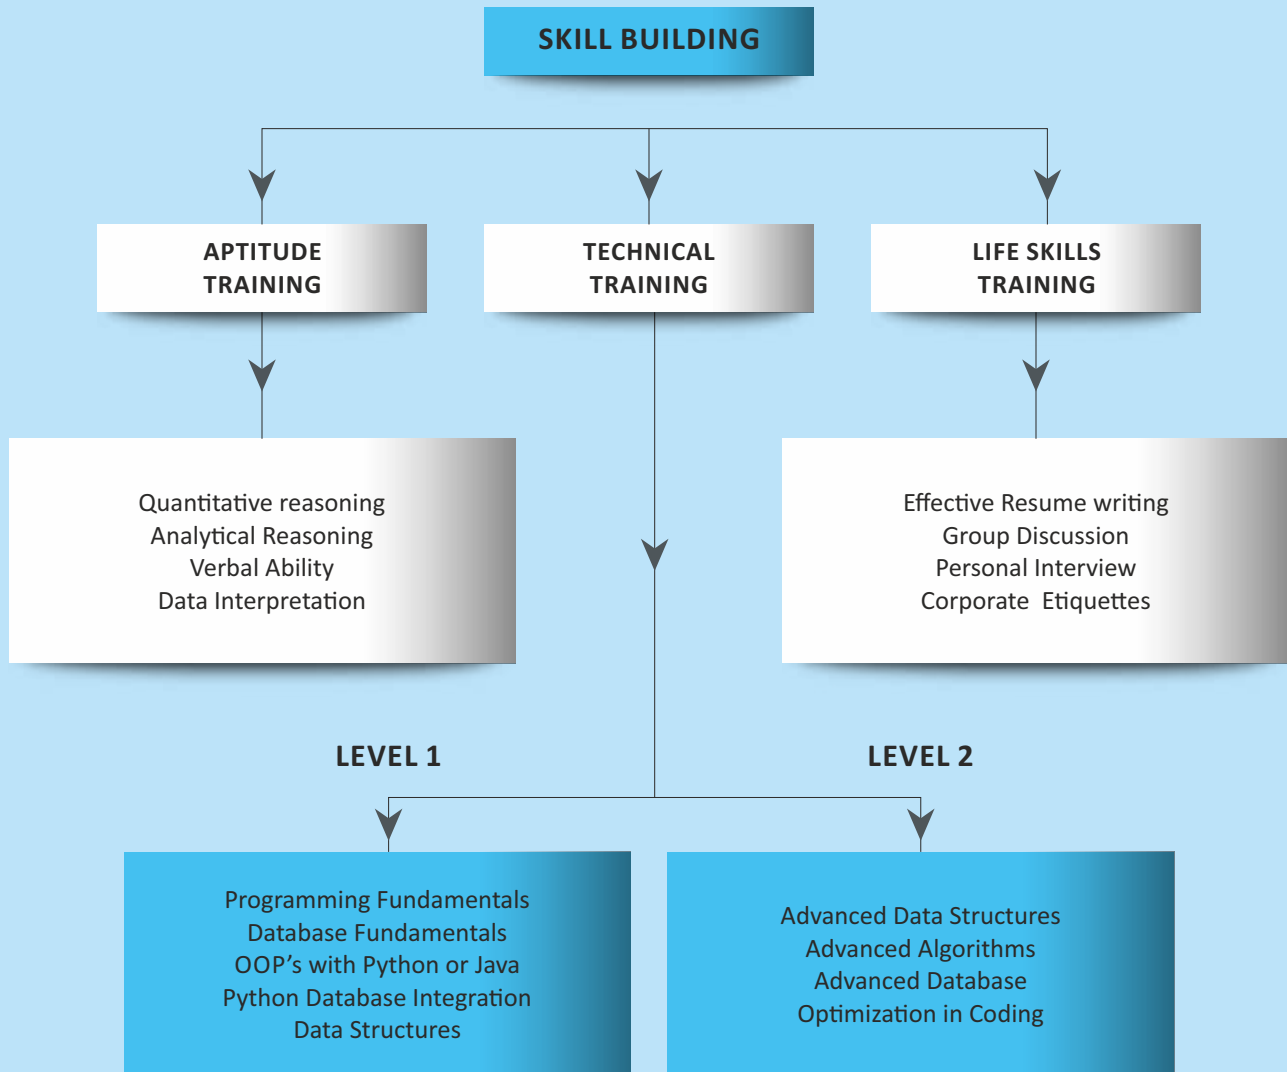 SKILL BUILDING
APTITUDE
TRAINING
TECHNICAL
TRAINING
LIFE SKILLS
TRAINING
Quantitative reasoning
Analytical Reasoning
Verbal Ability
Data Interpretation
Effective Resume writing
Group Discussion
Personal Interview
Corporate  Etiquettes
LEVEL 1
LEVEL 2
Programming Fundamentals
Database Fundamentals
OOP's with Python or Java
Python Database Integration
Data Structures
Advanced Data Structures
Advanced Algorithms
Advanced Database
Optimization in Coding